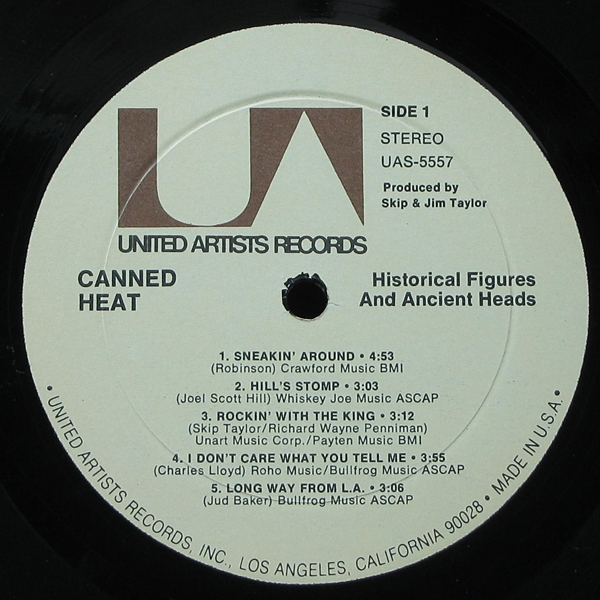 UA
UNITED ARTISTS RECORDS
SIDE 1
STEREO
UAS-5557
Produced by
Skip & Jim Taylor
CANNED
HEAT
Historical Figures
And Ancient Heads
1. SNEAKIN' AROUND • 4:53
(Robinson) Crawford Music BMI
2. HILL'S STOMP • 3:03
(Joel Scott Hill) Whiskey Joe Music ASCAP
3. ROCKIN' WITH THE KING • 3:12
(Skip Taylor/Richard Wayne Penniman)
Unart Music Corp./Payten Music BMI
4. I DON'T CARE WHAT YOU TELL ME • 3:55
(Charles Lloyd) Roho Music/Bullfrog Music ASCAP
5. LONG WAY FROM L.A. • 3:06
(Jud Baker) Bullfrog Music ASCAP
• UNITED ARTISTS RECORDS, INC., LOS ANGELES, CALIFORNIA 90028 • MADE IN U.S.A. •